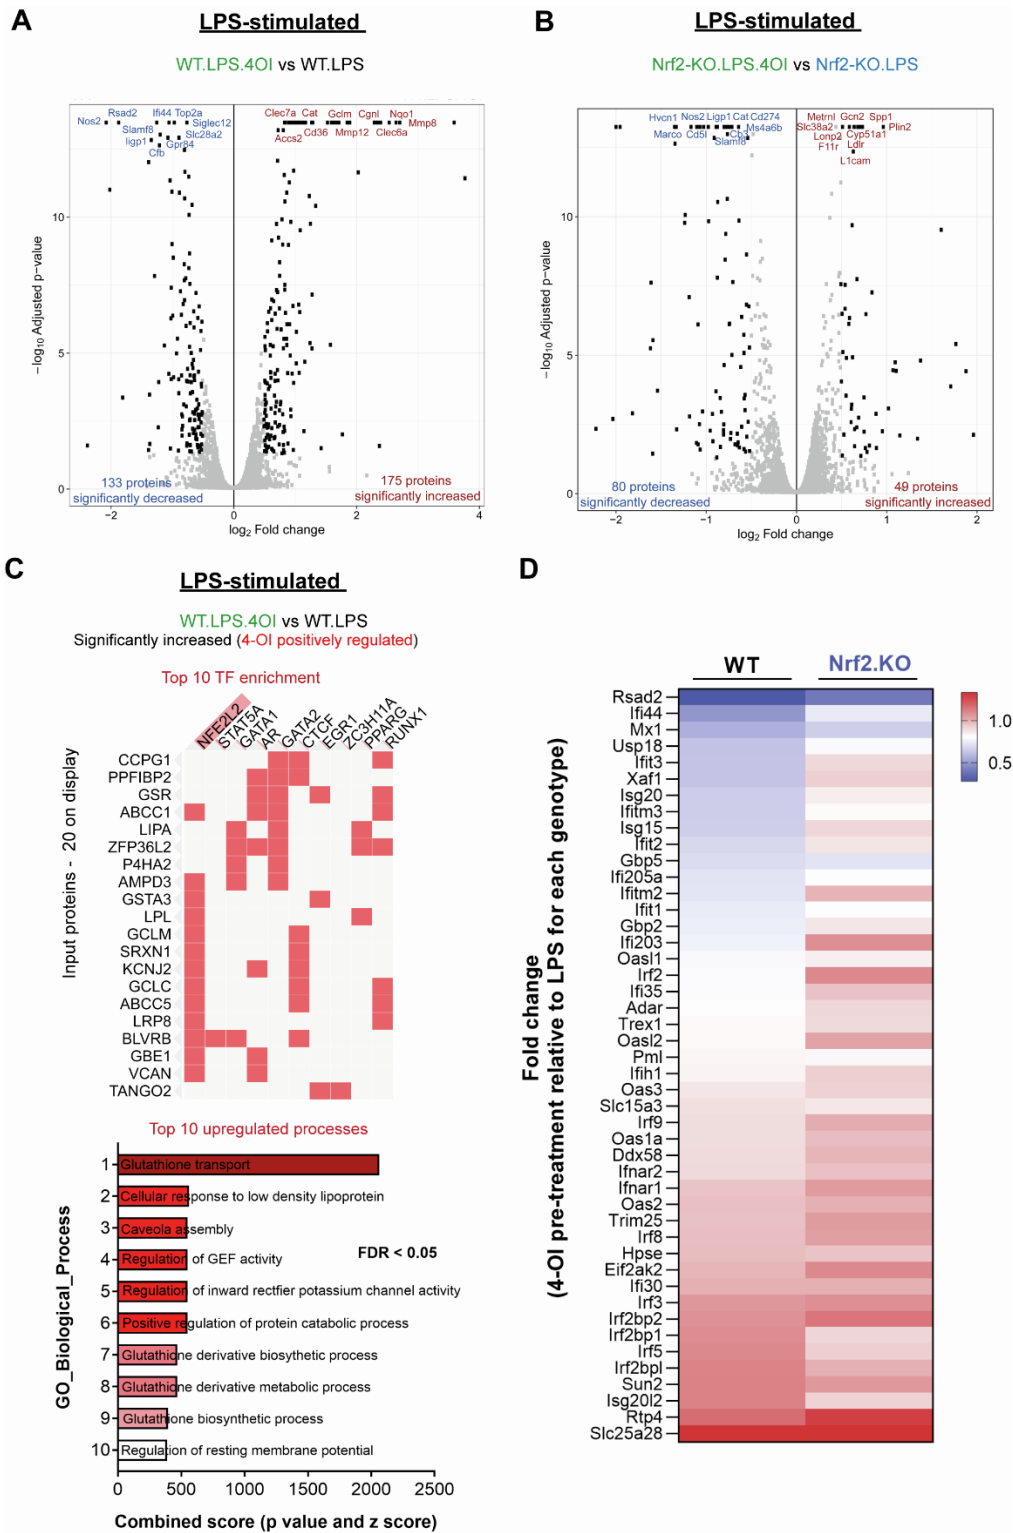 A
LPS-stimulated
WT.LPS.4OI vs WT.LPS
Nos2
Rsad2
Ifi44
Top2a
Siglec12
Slamf8
Slc28a2
Iigp1
Gpr84
Cfb
Clec7a
Cat
Gclm
Cgnl
Nqo1
Accs2
Cd36
Mmp12
Clec6a
Mmp8
−log10 Adjusted p−value
10
5
0
133 proteins
significantly decreased
175 proteins
significantly increased
−2
0
2
4
log2 Fold change
B
LPS-stimulated
Nrf2-KO.LPS.4OI vs Nrf2-KO.LPS
Hvcn1
Nos2
Ligp1
Cat
Cd274
Marco
Cd5l
Cb3
Ms4a6b
Slamf8
Metrnl
Gcn2
Spp1
Slc38a2
Plin2
Lonp2
Cyp51a1
F11r
Ldlr
L1cam
−log10 Adjusted p−value
10
5
0
80 proteins
significantly decreased
49 proteins
significantly increased
−2
−1
0
1
2
log2 Fold change
C
LPS-stimulated
WT.LPS.4OI vs WT.LPS
Significantly increased (4-OI positively regulated)
Top 10 TF enrichment
NFE2L2
STAT5A
GATA1
AR
GATA2
CTCF
EGR1
ZC3H11A
PPARG
RUNX1
Input proteins - 20 on display
CCPG1
PPFIBP2
GSR
ABCC1
LIPA
ZFP36L2
P4HA2
AMPD3
GSTA3
LPL
GCLM
SRXN1
KCNJ2
GCLC
ABCC5
LRP8
BLVRB
GBE1
VCAN
TANGO2
Top 10 upregulated processes
GO_Biological_Process
1 Glutathione transport
2 Cellular response to low density lipoprotein
3 Caveola assembly
4 Regulation of GEF activity
FDR < 0.05
5 Regulation of inward rectfier potassium channel activity
6 Positive regulation of protein catabolic process
7 Glutathione derivative biosythetic process
8 Glutathione derivative metabolic process
9 Glutathione biosynthetic process
10 Regulation of resting membrane potential
0 500 1000 1500 2000 2500
Combined score (p value and z score)
D
WT
Nrf2.KO
Fold change
(4-OI pre-treatment relative to LPS for each genotype)
Rsad2
Ifi44
Mx1
Usp18
Ifit3
Xaf1
Isg20
Ifitm3
Isg15
Ifit2
Gbp5
Ifi205a
Ifitm2
Ifit1
Gbp2
Ifi203
Oasl1
Irf2
Ifi35
Adar
Trex1
Oasl2
Pml
Ifih1
Oas3
Slc15a3
Irf9
Oas1a
Ddx58
Ifnar2
Ifnar1
Oas2
Trim25
Irf8
Hpse
Eif2ak2
Ifi30
Irf3
Irf2bp2
Irf2bp1
Irf5
Irf2bpl
Sun2
Isg20l2
Rtp4
Slc25a28
1.0
0.5